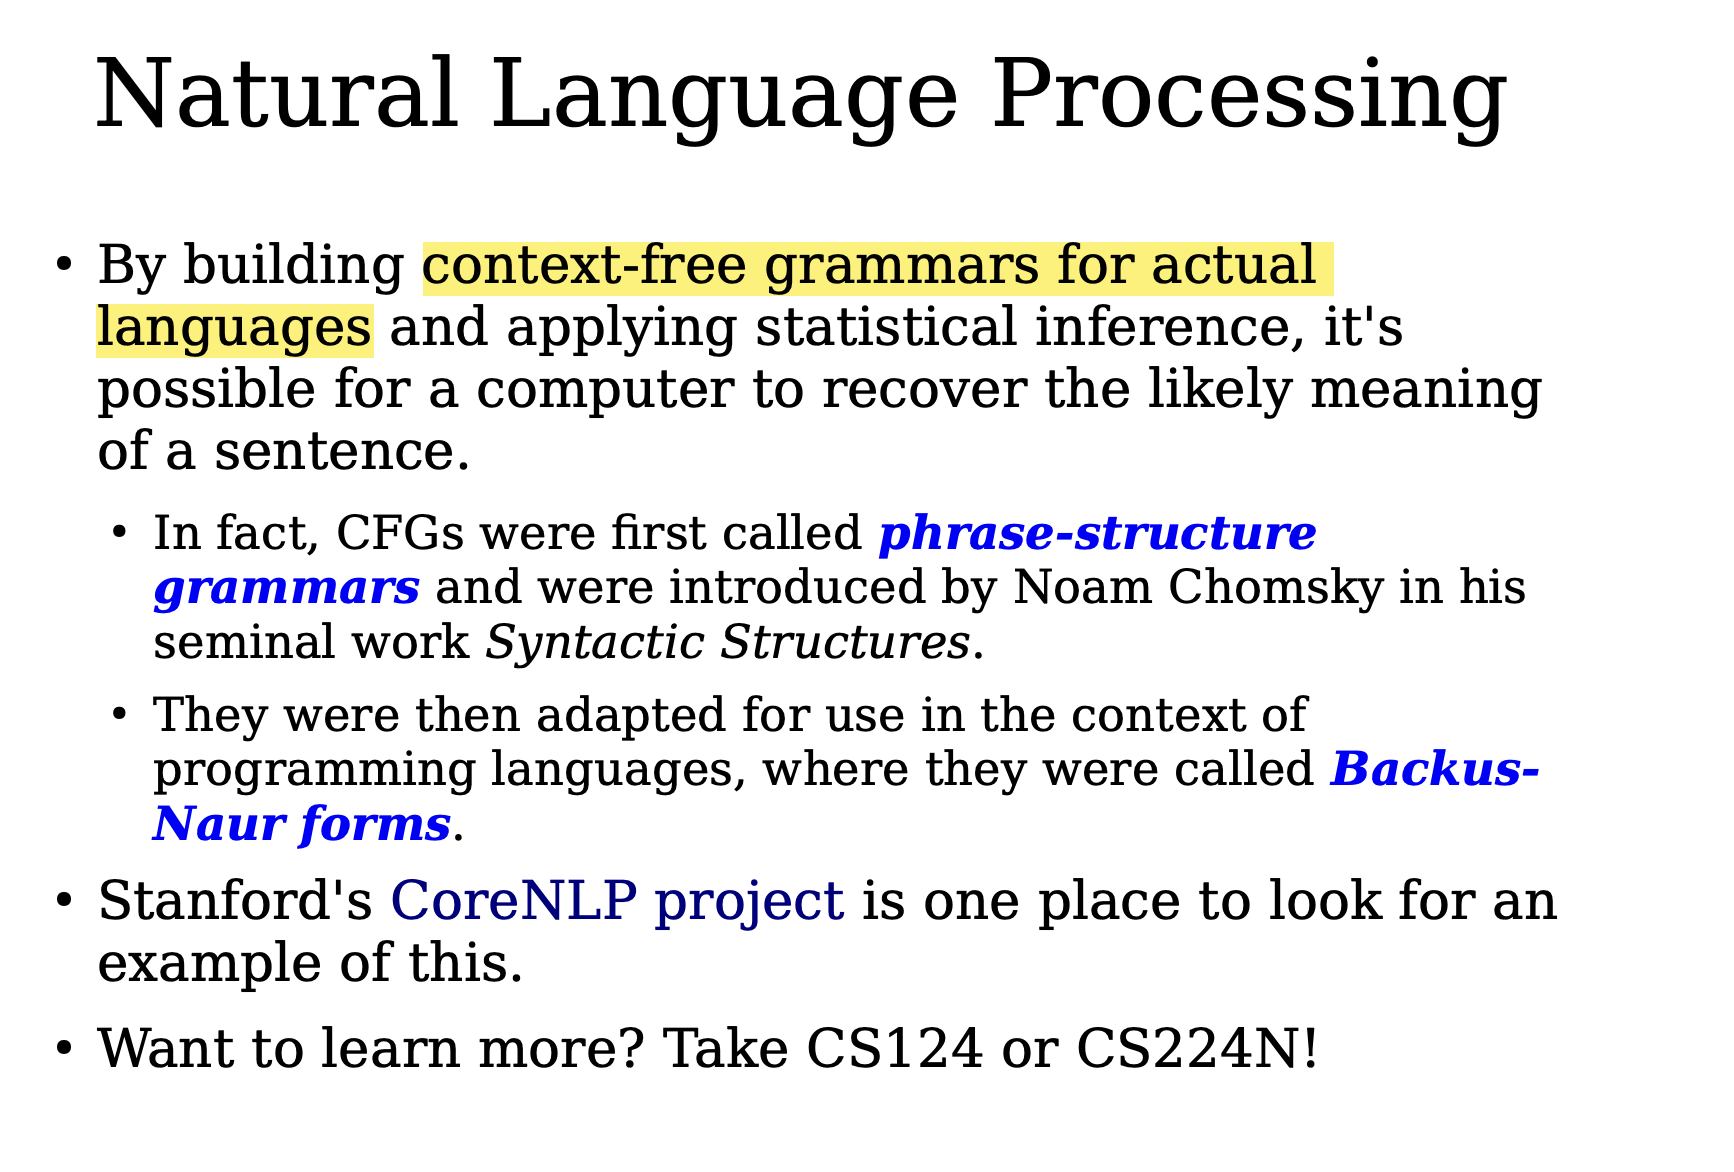 Natural Language Processing
• By building context-free grammars for actual
languages and applying statistical inference, it's
possible for a computer to recover the likely meaning
of a sentence.
• In fact, CFGs were first called phrase-structure
grammars and were introduced by Noam Chomsky in his
seminal work Syntactic Structures.
• They were then adapted for use in the context of
programming languages, where they were called Backus-
Naur forms.
• Stanford's CoreNLP project is one place to look for an
example of this.
• Want to learn more? Take CS124 or CS224N!